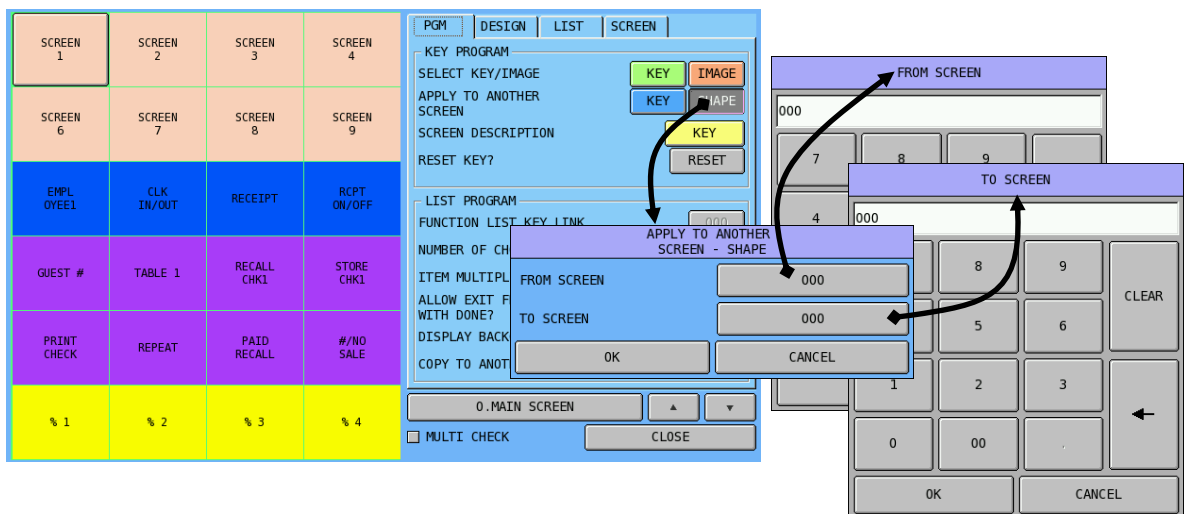 SCREEN
1
SCREEN
2
SCREEN
3
SCREEN
4
SCREEN
6
SCREEN
7
SCREEN
8
SCREEN
9
EMPL
OYEE1
CLK
IN/OUT
RECEIPT
RCPT
ON/OFF
GUEST #
TABLE 1
RECALL
CHK1
STORE
CHK1
PRINT
CHECK
REPEAT
PAID
RECALL
#/NO
SALE
% 1
% 2
% 3
% 4
PGM
DESIGN
LIST
SCREEN
KEY PROGRAM
SELECT KEY/IMAGE
KEY
IMAGE
APPLY TO ANOTHER
SCREEN
KEY
SHAPE
SCREEN DESCRIPTION
KEY
RESET KEY?
RESET
LIST PROGRAM
FUNCTION LIST KEY LINK
000
NUMBER OF CH
ITEM MULTIPL
ALLOW EXIT F
WITH DONE?
DISPLAY BACK
COPY TO ANOT
0.MAIN SCREEN
MULTI CHECK
CLOSE
APPLY TO ANOTHER
SCREEN - SHAPE
FROM SCREEN
000
TO SCREEN
000
OK
CANCEL
FROM SCREEN
000
7
8
9
4
TO SCREEN
000
8
9
CLEAR
5
6
1
2
3
0
00
.
OK
CANCEL